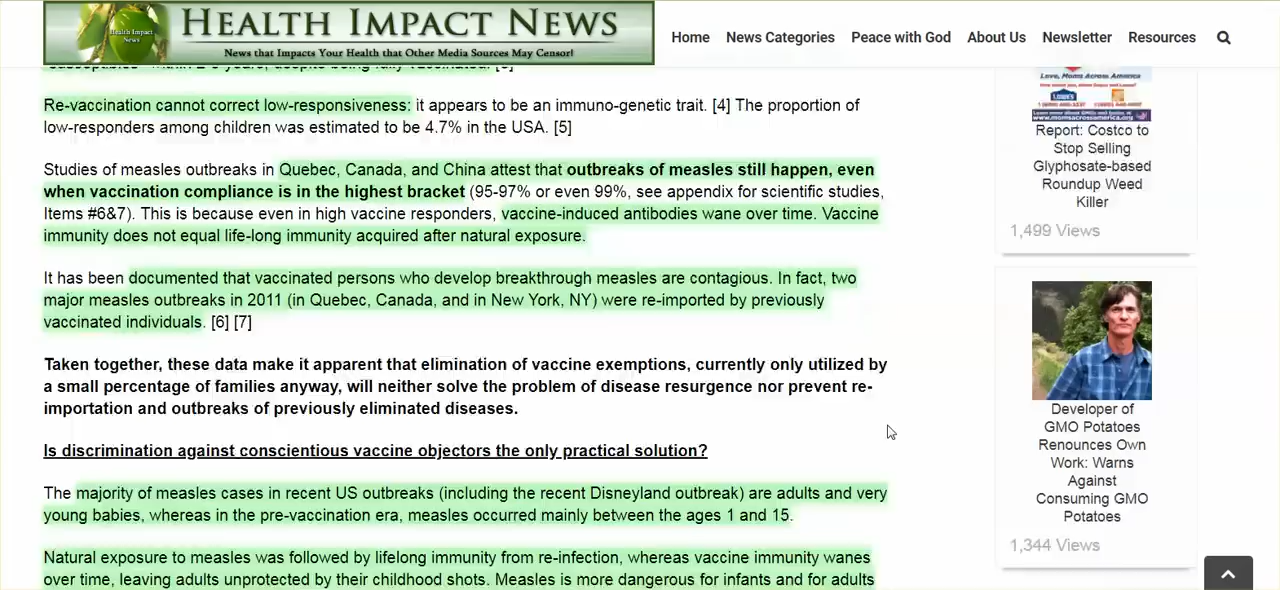 Health Impact News
HEALTH IMPACT NEWS
News that Impacts Your Health that Other Media Sources May Censor!
Home News Categories Peace with God About Us Newsletter Resources
Re-vaccination cannot correct low-responsiveness: it appears to be an immuno-genetic trait. [4] The proportion of
low-responders among children was estimated to be 4.7% in the USA. [5]
Studies of measles outbreaks in Quebec, Canada, and China attest that outbreaks of measles still happen, even
when vaccination compliance is in the highest bracket (95-97% or even 99%, see appendix for scientific studies,
Items #6&7). This is because even in high vaccine responders, vaccine-induced antibodies wane over time. Vaccine
immunity does not equal life-long immunity acquired after natural exposure.
It has been documented that vaccinated persons who develop breakthrough measles are contagious. In fact, two
major measles outbreaks in 2011 (in Quebec, Canada, and in New York, NY) were re-imported by previously
vaccinated individuals. [6] [7]
Taken together, these data make it apparent that elimination of vaccine exemptions, currently only utilized by
a small percentage of families anyway, will neither solve the problem of disease resurgence nor prevent re-
importation and outbreaks of previously eliminated diseases.
Is discrimination against conscientious vaccine objectors the only practical solution?
The majority of measles cases in recent US outbreaks (including the recent Disneyland outbreak) are adults and very
young babies, whereas in the pre-vaccination era, measles occurred mainly between the ages 1 and 15.
Natural exposure to measles was followed by lifelong immunity from re-infection, whereas vaccine immunity wanes
over time, leaving adults unprotected by their childhood shots. Measles is more dangerous for infants and for adults
Love, Moms Across America
www.momsacrossamerica.org
Report: Costco to
Stop Selling
Glyphosate-based
Roundup Weed
Killer
1,499 Views
Developer of
GMO Potatoes
Renounces Own
Work: Warns
Against
Consuming GMO
Potatoes
1,344 Views